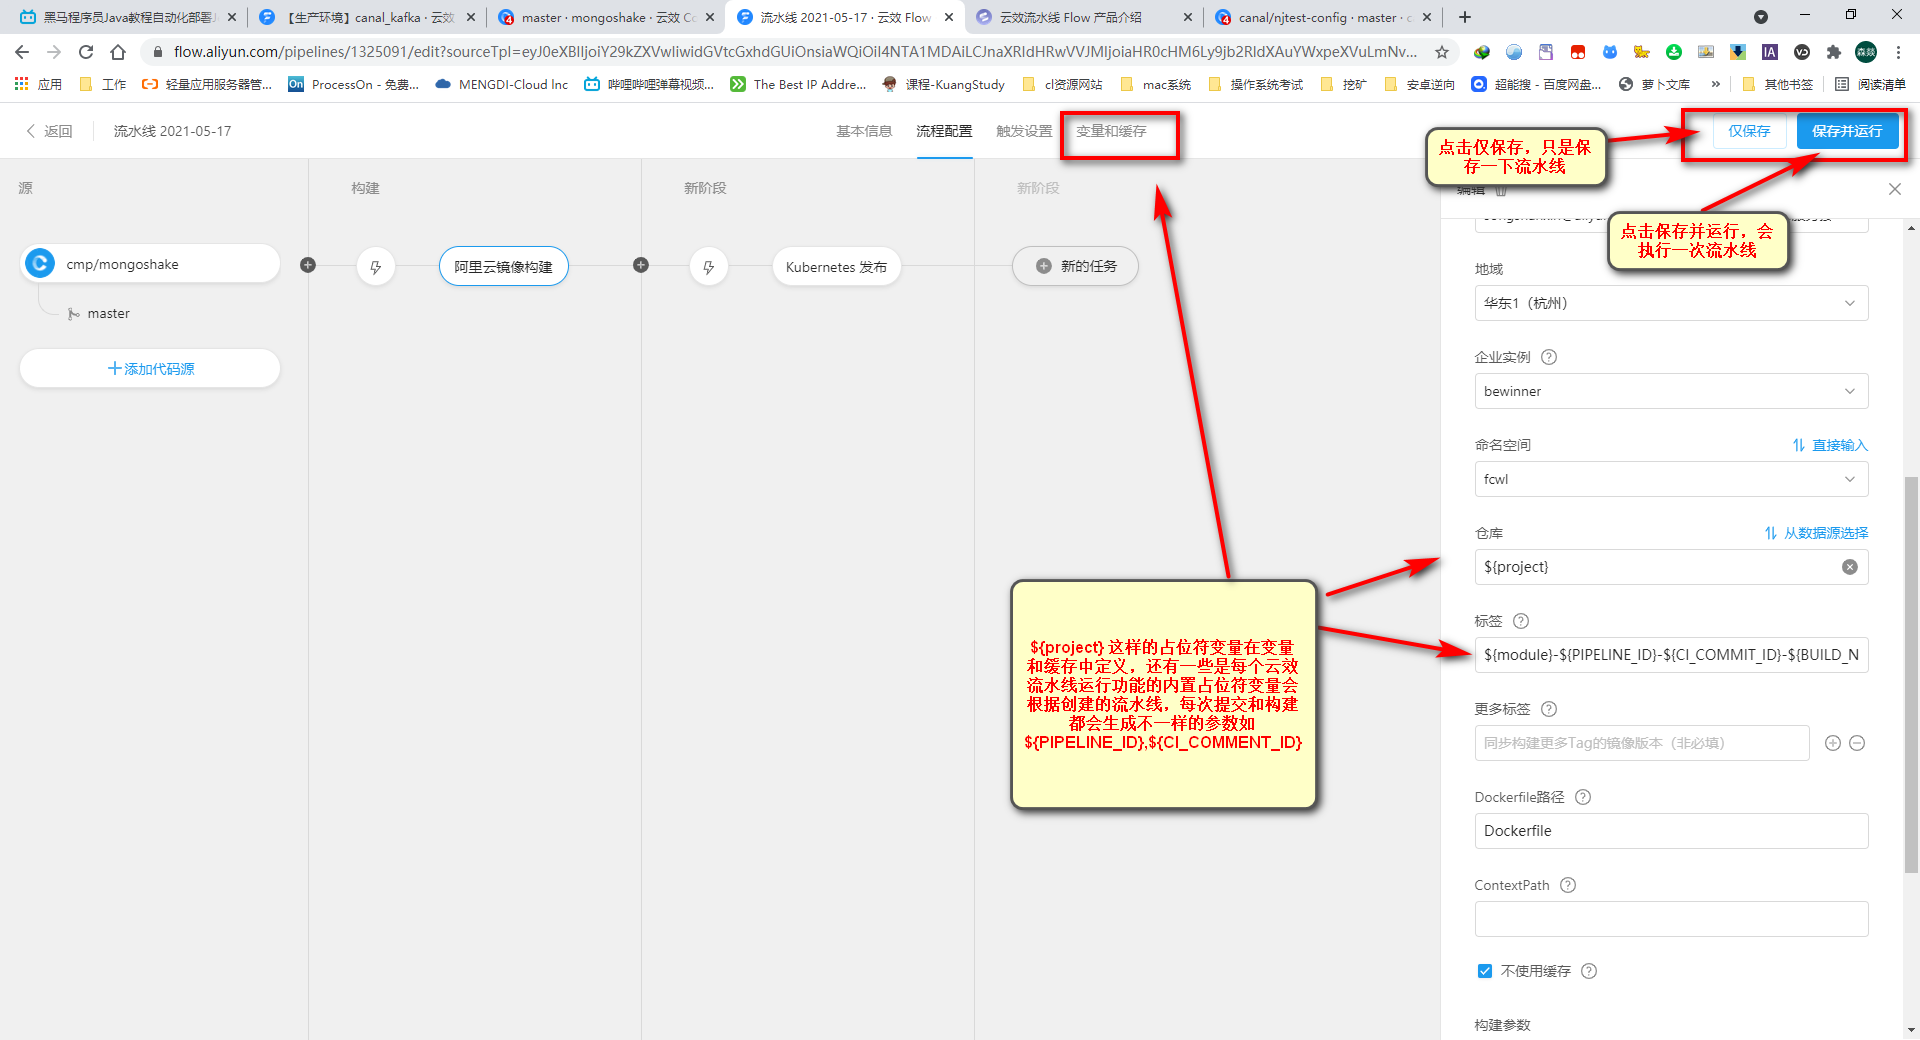 黑马程序员Java教程自动化部署J
【生产环境】canal_kafka · 云效
master · mongoshake · 云效 Co
流水线 2021-05-17 · 云效 Flow
云效流水线 Flow 产品介绍
canal/njtest-config · master · c
flow.aliyun.com/pipelines/1325091/edit?sourceTpl=
应用
工作
轻量应用服务器管...
ProcessOn - 免费...
MENGDI-Cloud Inc
哔哩哔哩弹幕视频...
The Best IP Addre...
课程-KuangStudy
cl资源网站
mac系统
操作系统考试
挖矿
安卓逆向
超能搜 - 百度网盘...
萝卜文库
»
其他书签
阅读清单
返回
流水线 2021-05-17
基本信息
流程配置
触发设置
变量和缓存
仅保存
保存并运行
点击仅保存，只是保
存一下流水线
点击保存并运行，会
执行一次流水线
源
构建
新阶段
新阶段
编辑
cmp/mongoshake
master
添加代码源
阿里云镜像构建
Kubernetes 发布
新的任务
地域
华东1（杭州）
企业实例
bewinner
命名空间
直接输入
fcwl
仓库
从数据源选择
${project}
标签
${module}-${PIPELINE_ID}-${CI_COMMIT_ID}-${BUILD_N
更多标签
同步构建更多Tag的镜像版本（非必填）
Dockerfile路径
Dockerfile
ContextPath
不使用缓存
构建参数
${project} 这样的占位符变量在变量
和缓存中定义，还有一些是每个云效
流水线运行功能的内置占位符变量会
根据创建的流水线，每次提交和构建
都会生成不一样的参数如
${PIPELINE_ID},${CI_COMMENT_ID}